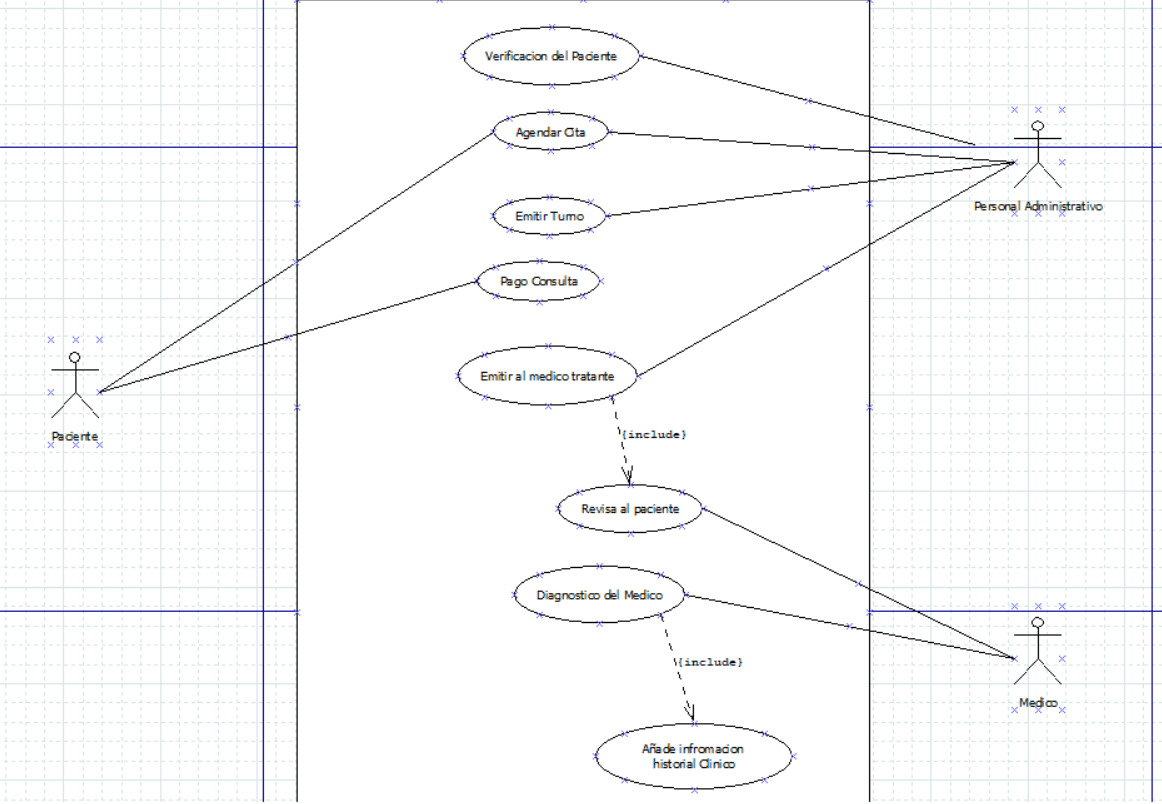 Verificacion del Paciente
Agendar Cita
Personal Administrativo
Emitir Turno
Pago Consulta
Emitir al medico tratante
Paciente
{include}
Revisa al paciente
Diagnostico del Medico
{include}
Medico
Añade infromacion
historial Clinico